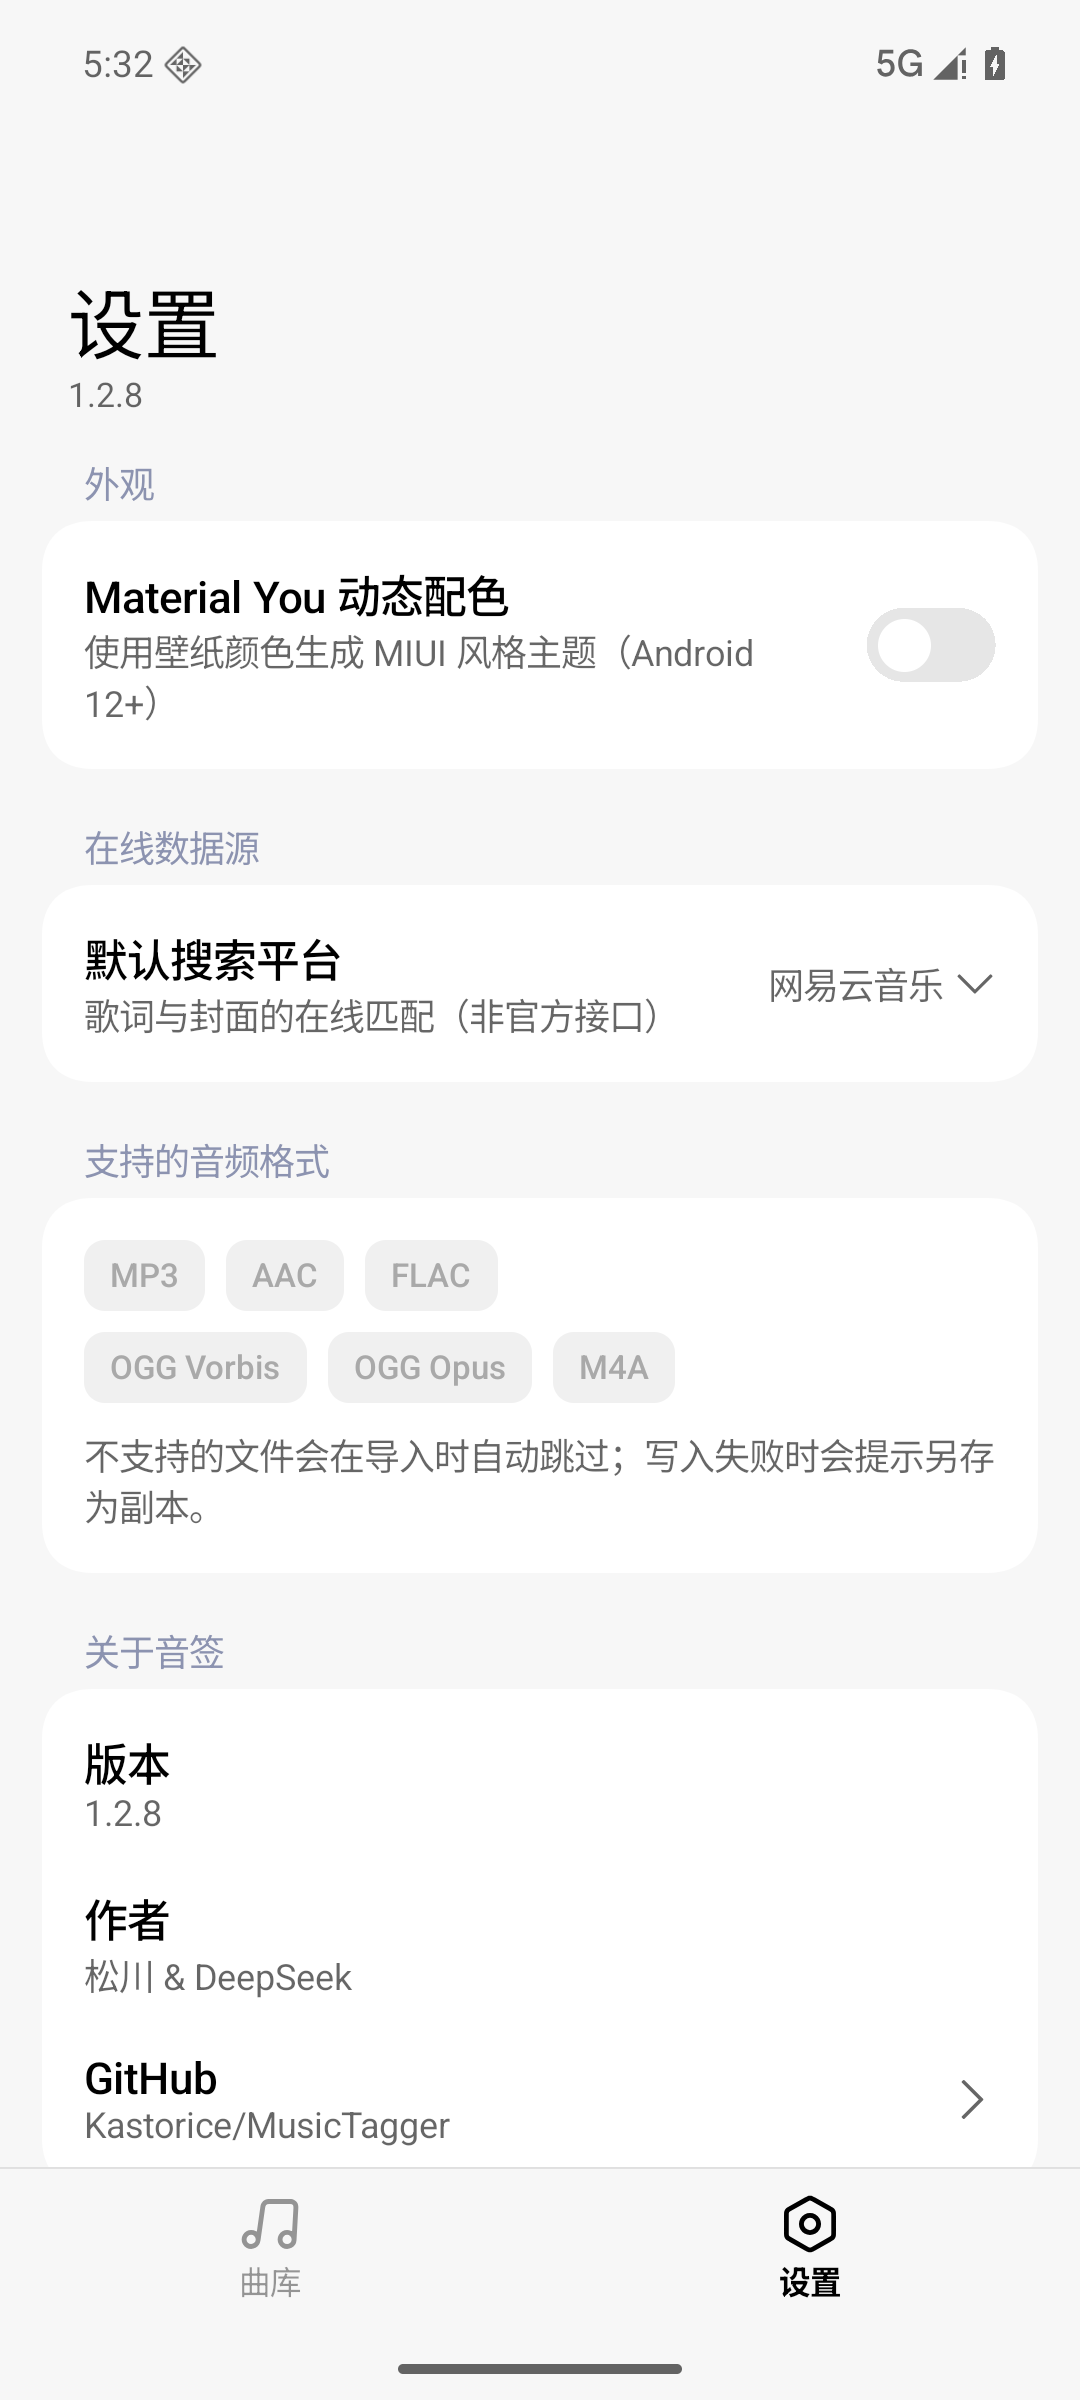 5:32
5G
设置
1.2.8
外观
Material You 动态配色
使用壁纸颜色生成 MIUI 风格主题（Android
12+）
在线数据源
默认搜索平台
歌词与封面的在线匹配（非官方接口）
网易云音乐
支持的音频格式
MP3 AAC FLAC
OGG Vorbis OGG Opus M4A
不支持的文件会在导入时自动跳过；写入失败时会提示另存
为副本。
关于音签
版本
1.2.8
作者
松川 & DeepSeek
GitHub
Kastorice/MusicTagger
曲库
设置